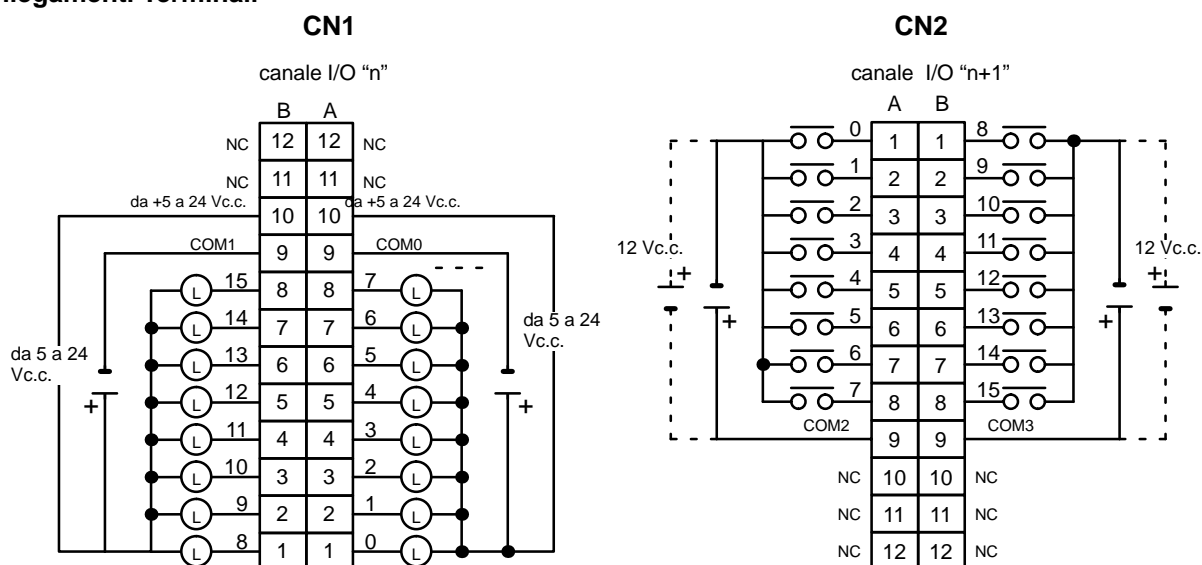 llegamenti Terminali
CN1
CN2
canale I/O “n”
canale I/O “n+1”
B A
A B
NC 12 12 NC
NC 11 11 NC
da +5 a 24 Vc.c. 10 10 da +5 a 24 Vc.c.
COM1 9 9 COM0
L 15 8 8 7 L
L 14 7 7 6 L
L 13 6 6 5 L
L 12 5 5 4 L
L 11 4 4 3 L
L 10 3 3 2 L
L 9 2 2 1 L
L 8 1 1 0 L
da 5 a 24
Vc.c.
+
da 5 a 24
Vc.c.
+
0 1 1 8
1 2 2 9
2 3 3 10
3 4 4 11
4 5 5 12
5 6 6 13
6 7 7 14
7 8 8 15
COM2 9 9 COM3
NC 10 10 NC
NC 11 11 NC
NC 12 12 NC
12 Vc.c.
+
+
12 Vc.c.
+
+